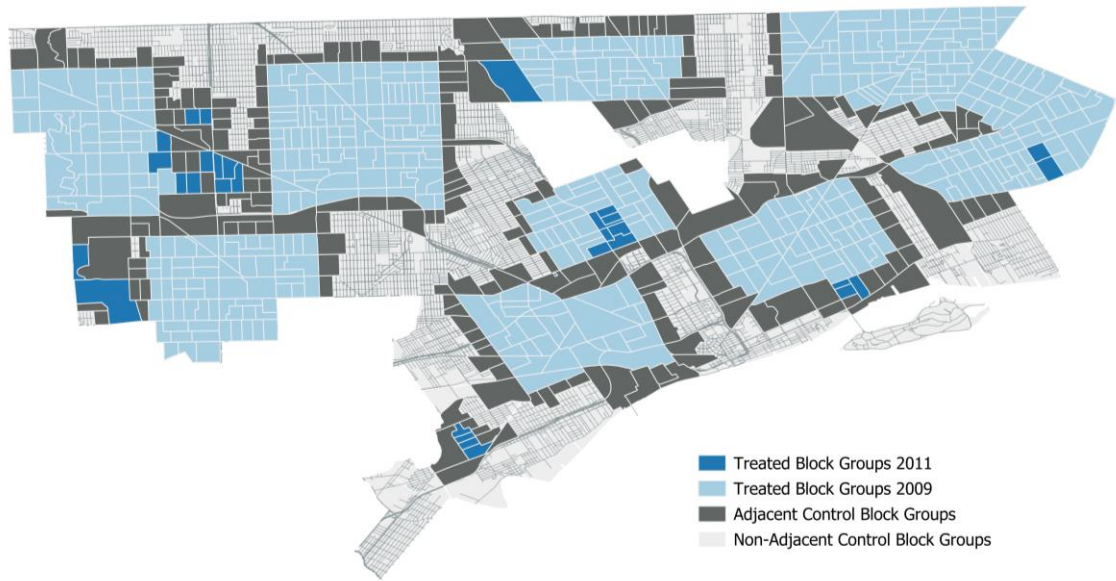 Treated Block Groups 2011
Treated Block Groups 2009
Adjacent Control Block Groups
Non-Adjacent Control Block Groups